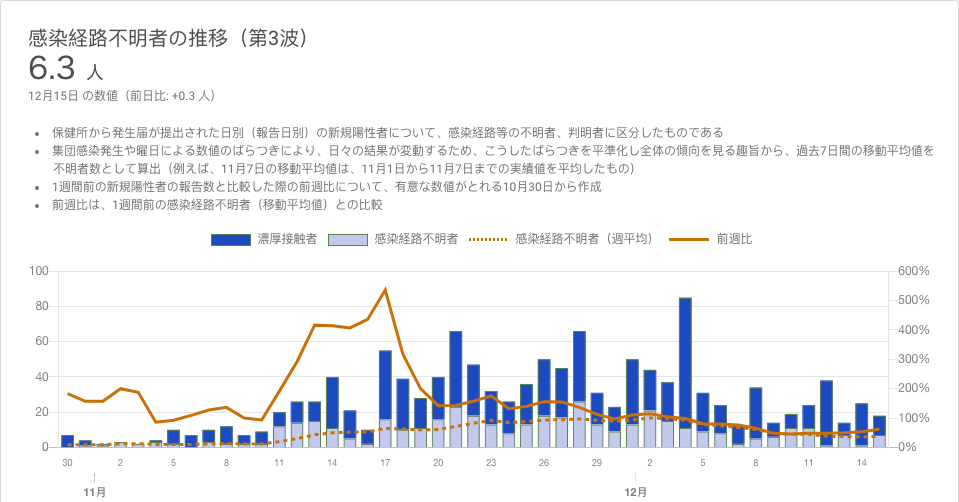 感染経路不明者の推移（第3波）
6.3 人
12月15日 の数値（前日比: +0.3 人）
• 保健所から発生届が提出された日別（報告日別）の新規陽性者について、感染経路等の不明者、判明者に区分したものである
• 集団感染発生や曜日による数値のばらつきにより、日々の結果が変動するため、こうしたばらつきを平準化し全体の傾向を見る趣旨から、過去7日間の移動平均値を
不明者数として算出（例えば、11月7日の移動平均値は、11月1日から11月7日までの実績値を平均したもの）
• 1週間前の新規陽性者の報告数と比較した際の前週比について、有意な数値がとれる10月30日から作成
• 前週比は、1週間前の感染経路不明者（移動平均値）との比較
濃厚接触者 感染経路不明者 感染経路不明者（週平均） 前週比
100 600%
500%
80
400%
60
300%
40
200%
20
100%
0 0%
30 2 5 8 11 14 17 20 23 26 29 2 5 8 11 14
11月 12月